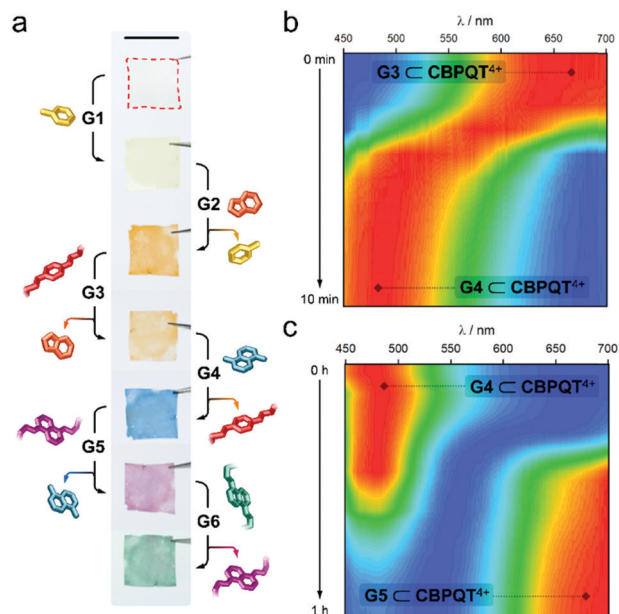 a
G1
G2
G3
G4
G5
G6
b
λ / nm
450 500 550 600 650 700
0 min
G3 ⊂ CBPQT4+
G4 ⊂ CBPQT4+
10 min
c
λ / nm
450 500 550 600 650 700
0 h
G4 ⊂ CBPQT4+
G5 ⊂ CBPQT4+
1 h